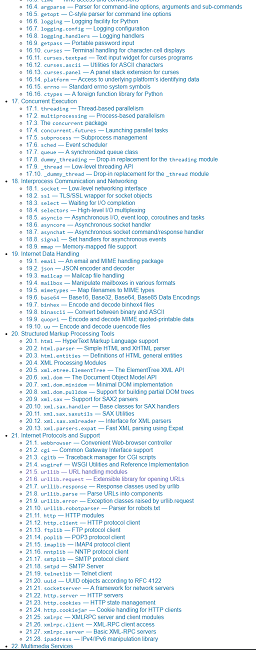 16.4. argparse — Parser for command-line options, arguments and sub-commands
16.5. getopt — C-style parser for command line options
16.6. logging — Logging facility for Python
16.7. logging.config — Logging configuration
16.8. logging.handlers — Logging handlers
16.9. getpass — Portable password input
16.10. curses — Terminal handling for character-cell displays
16.11. curses.textpad — Text input widget for curses programs
16.12. curses.ascii — Utilities for ASCII characters
16.13. curses.panel — A panel stack extension for curses
16.14. platform — Access to underlying platform's identifying data
16.15. errno — Standard errno system symbols
16.16. ctypes — A foreign function library for Python
17. Concurrent Execution
17.1. threading — Thread-based parallelism
17.2. multiprocessing — Process-based parallelism
17.3. The concurrent package
17.4. concurrent.futures — Launching parallel tasks
17.5. subprocess — Subprocess management
17.6. sched — Event scheduler
17.7. queue — A synchronized queue class
17.8. dummy_threading — Drop-in replacement for the threading module
17.9. _thread — Low-level threading API
17.10. _dummy_thread — Drop-in replacement for the _thread module
18. Interprocess Communication and Networking
18.1. socket — Low-level networking interface
18.2. ssl — TLS/SSL wrapper for socket objects
18.3. select — Waiting for I/O completion
18.4. selectors — High-level I/O multiplexing
18.5. asyncio — Asynchronous I/O, event loop, coroutines and tasks
18.6. asyncore — Asynchronous socket handler
18.7. asynchat — Asynchronous socket command/response handler
18.8. signal — Set handlers for asynchronous events
18.9. mmap — Memory-mapped file support
19. Internet Data Handling
19.1. email — An email and MIME handling package
19.2. json — JSON encoder and decoder
19.3. mailcap — Mailcap file handling
19.4. mailbox — Manipulate mailboxes in various formats
19.5. mimetypes — Map filenames to MIME types
19.6. base64 — Base16, Base32, Base64, Base85 Data Encodings
19.7. binhex — Encode and decode binhex4 files
19.8. binascii — Convert between binary and ASCII
19.9. quopri — Encode and decode MIME quoted-printable data
19.10. uu — Encode and decode uuencode files
20. Structured Markup Processing Tools
20.1. html — HyperText Markup Language support
20.2. html.parser — Simple HTML and XHTML parser
20.3. html.entities — Definitions of HTML general entities
20.4. XML Processing Modules
20.5. xml.etree.ElementTree — The ElementTree XML API
20.6. xml.dom — The Document Object Model API
20.7. xml.dom.minidom — Minimal DOM implementation
20.8. xml.dom.pulldom — Support for building partial DOM trees
20.9. xml.sax — Support for SAX2 parsers
20.10. xml.sax.handler — Base classes for SAX handlers
20.11. xml.sax.saxutils — SAX Utilities
20.12. xml.sax.xmlreader — Interface for XML parsers
20.13. xml.parsers.expat — Fast XML parsing using Expat
21. Internet Protocols and Support
21.1. webbrowser — Convenient Web-browser controller
21.2. cgi — Common Gateway Interface support
21.3. cgitb — Traceback manager for CGI scripts
21.4. wsgiref — WSGI Utilities and Reference Implementation
21.5. urllib — URL handling modules
21.6. urllib.request — Extensible library for opening URLs
21.7. urllib.response — Response classes used by urllib
21.8. urllib.parse — Parse URLs into components
21.9. urllib.error — Exception classes raised by urllib.request
21.10. urllib.robotparser — Parser for robots.txt
21.11. http — HTTP modules
21.12. http.client — HTTP protocol client
21.13. ftplib — FTP protocol client
21.14. poplib — POP3 protocol client
21.15. imaplib — IMAP4 protocol client
21.16. nntplib — NNTP protocol client
21.17. smtplib — SMTP protocol client
21.18. smtpd — SMTP Server
21.19. telnetlib — Telnet client
21.20. uuid — UUID objects according to RFC 4122
21.21. socketserver — A framework for network servers
21.22. http.server — HTTP servers
21.23. http.cookies — HTTP state management
21.24. http.cookiejar — Cookie handling for HTTP clients
21.25. xmlrpc — XMLRPC server and client modules
21.26. xmlrpc.client — XML-RPC client access
21.27. xmlrpc.server — Basic XML-RPC servers
21.28. ipaddress — IPv4/IPv6 manipulation library
22. Multimedia Services